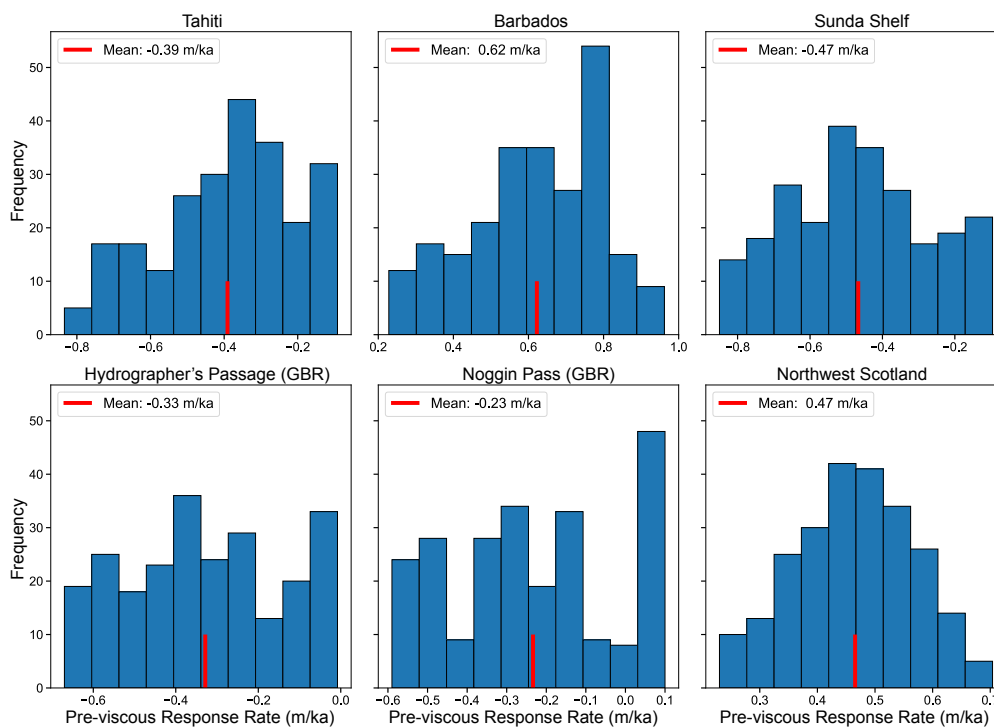 Tahiti
Barbados
Sunda Shelf
Mean: -0.39 m/ka
Mean:  0.62 m/ka
Mean: -0.47 m/ka
Frequency
50
40
30
20
10
0
−0.8 −0.6 −0.4 −0.2
0.2 0.4 0.6 0.8 1.0
−0.8 −0.6 −0.4 −0.2
Hydrographer’s Passage (GBR)
Noggin Pass (GBR)
Northwest Scotland
Mean: -0.33 m/ka
Mean: -0.23 m/ka
Mean:  0.47 m/ka
Frequency
50
40
30
20
10
0
−0.6 −0.4 −0.2 0.0
−0.6 −0.5 −0.4 −0.3 −0.2 −0.1 0.0 0.1
0.3 0.4 0.5 0.6 0.7
Pre-viscous Response Rate (m/ka)
Pre-viscous Response Rate (m/ka)
Pre-viscous Response Rate (m/ka)